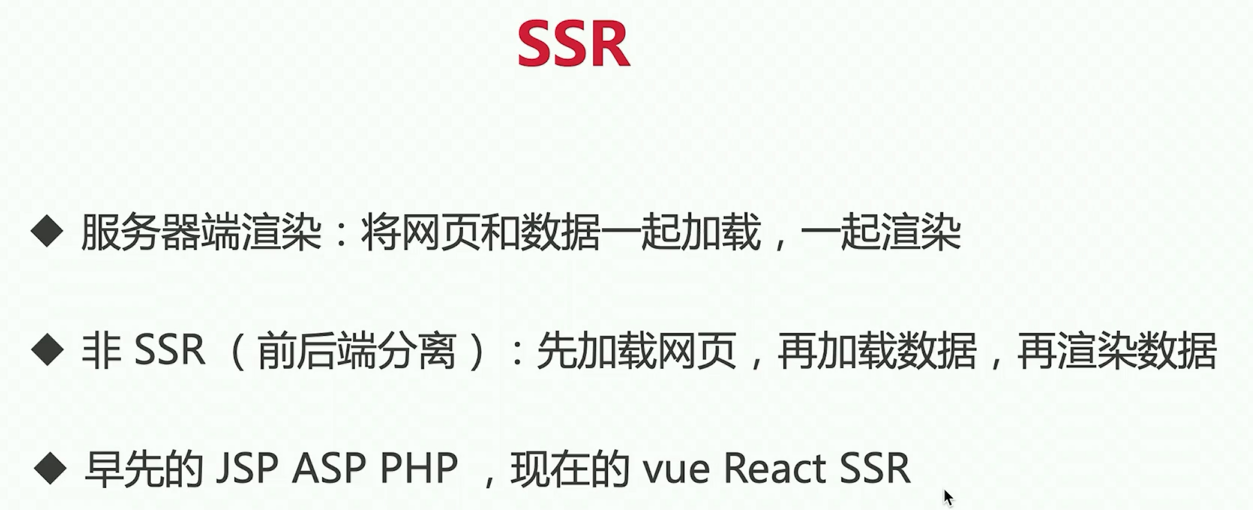 SSR
◆ 服务器端渲染：将网页和数据一起加载，一起渲染
◆ 非 SSR （前后端分离）：先加载网页，再加载数据，再渲染数据
◆ 早先的 JSP ASP PHP ，现在的 vue React SSR